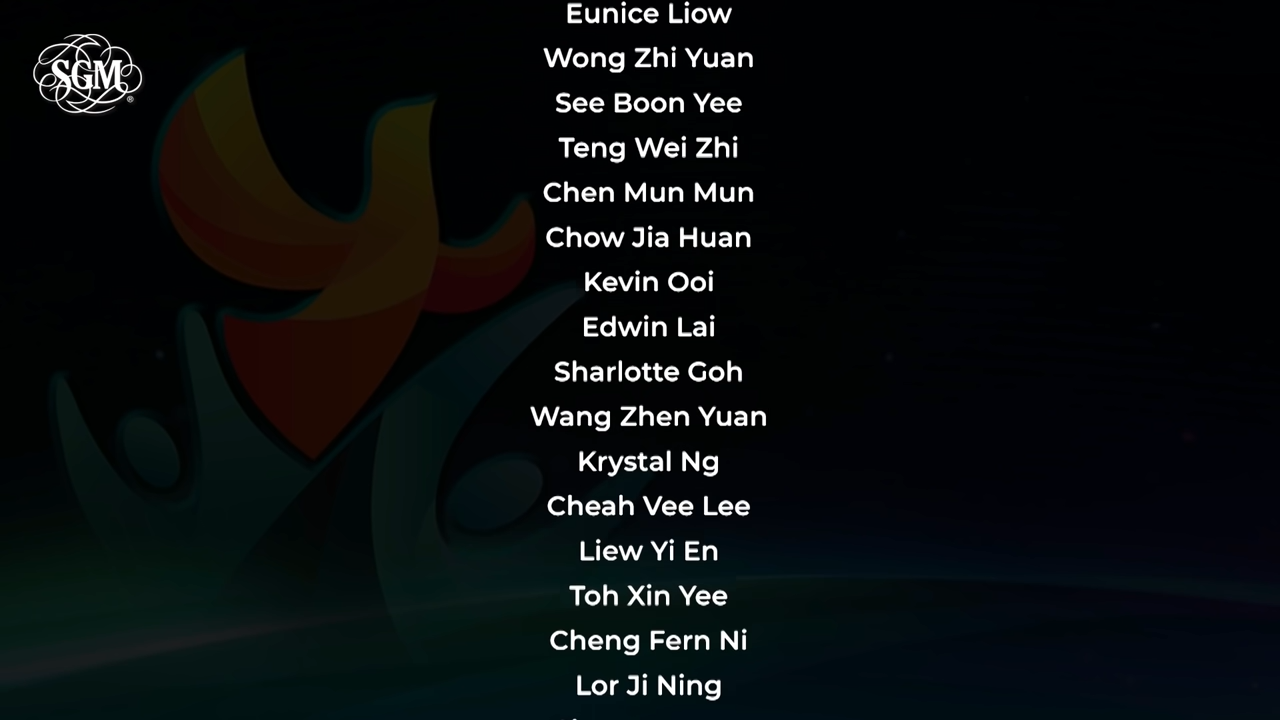 SGM
®
Eunice Liow
Wong Zhi Yuan
See Boon Yee
Teng Wei Zhi
Chen Mun Mun
Chow Jia Huan
Kevin Ooi
Edwin Lai
Sharlotte Goh
Wang Zhen Yuan
Krystal Ng
Cheah Vee Lee
Liew Yi En
Toh Xin Yee
Cheng Fern Ni
Lor Ji Ning